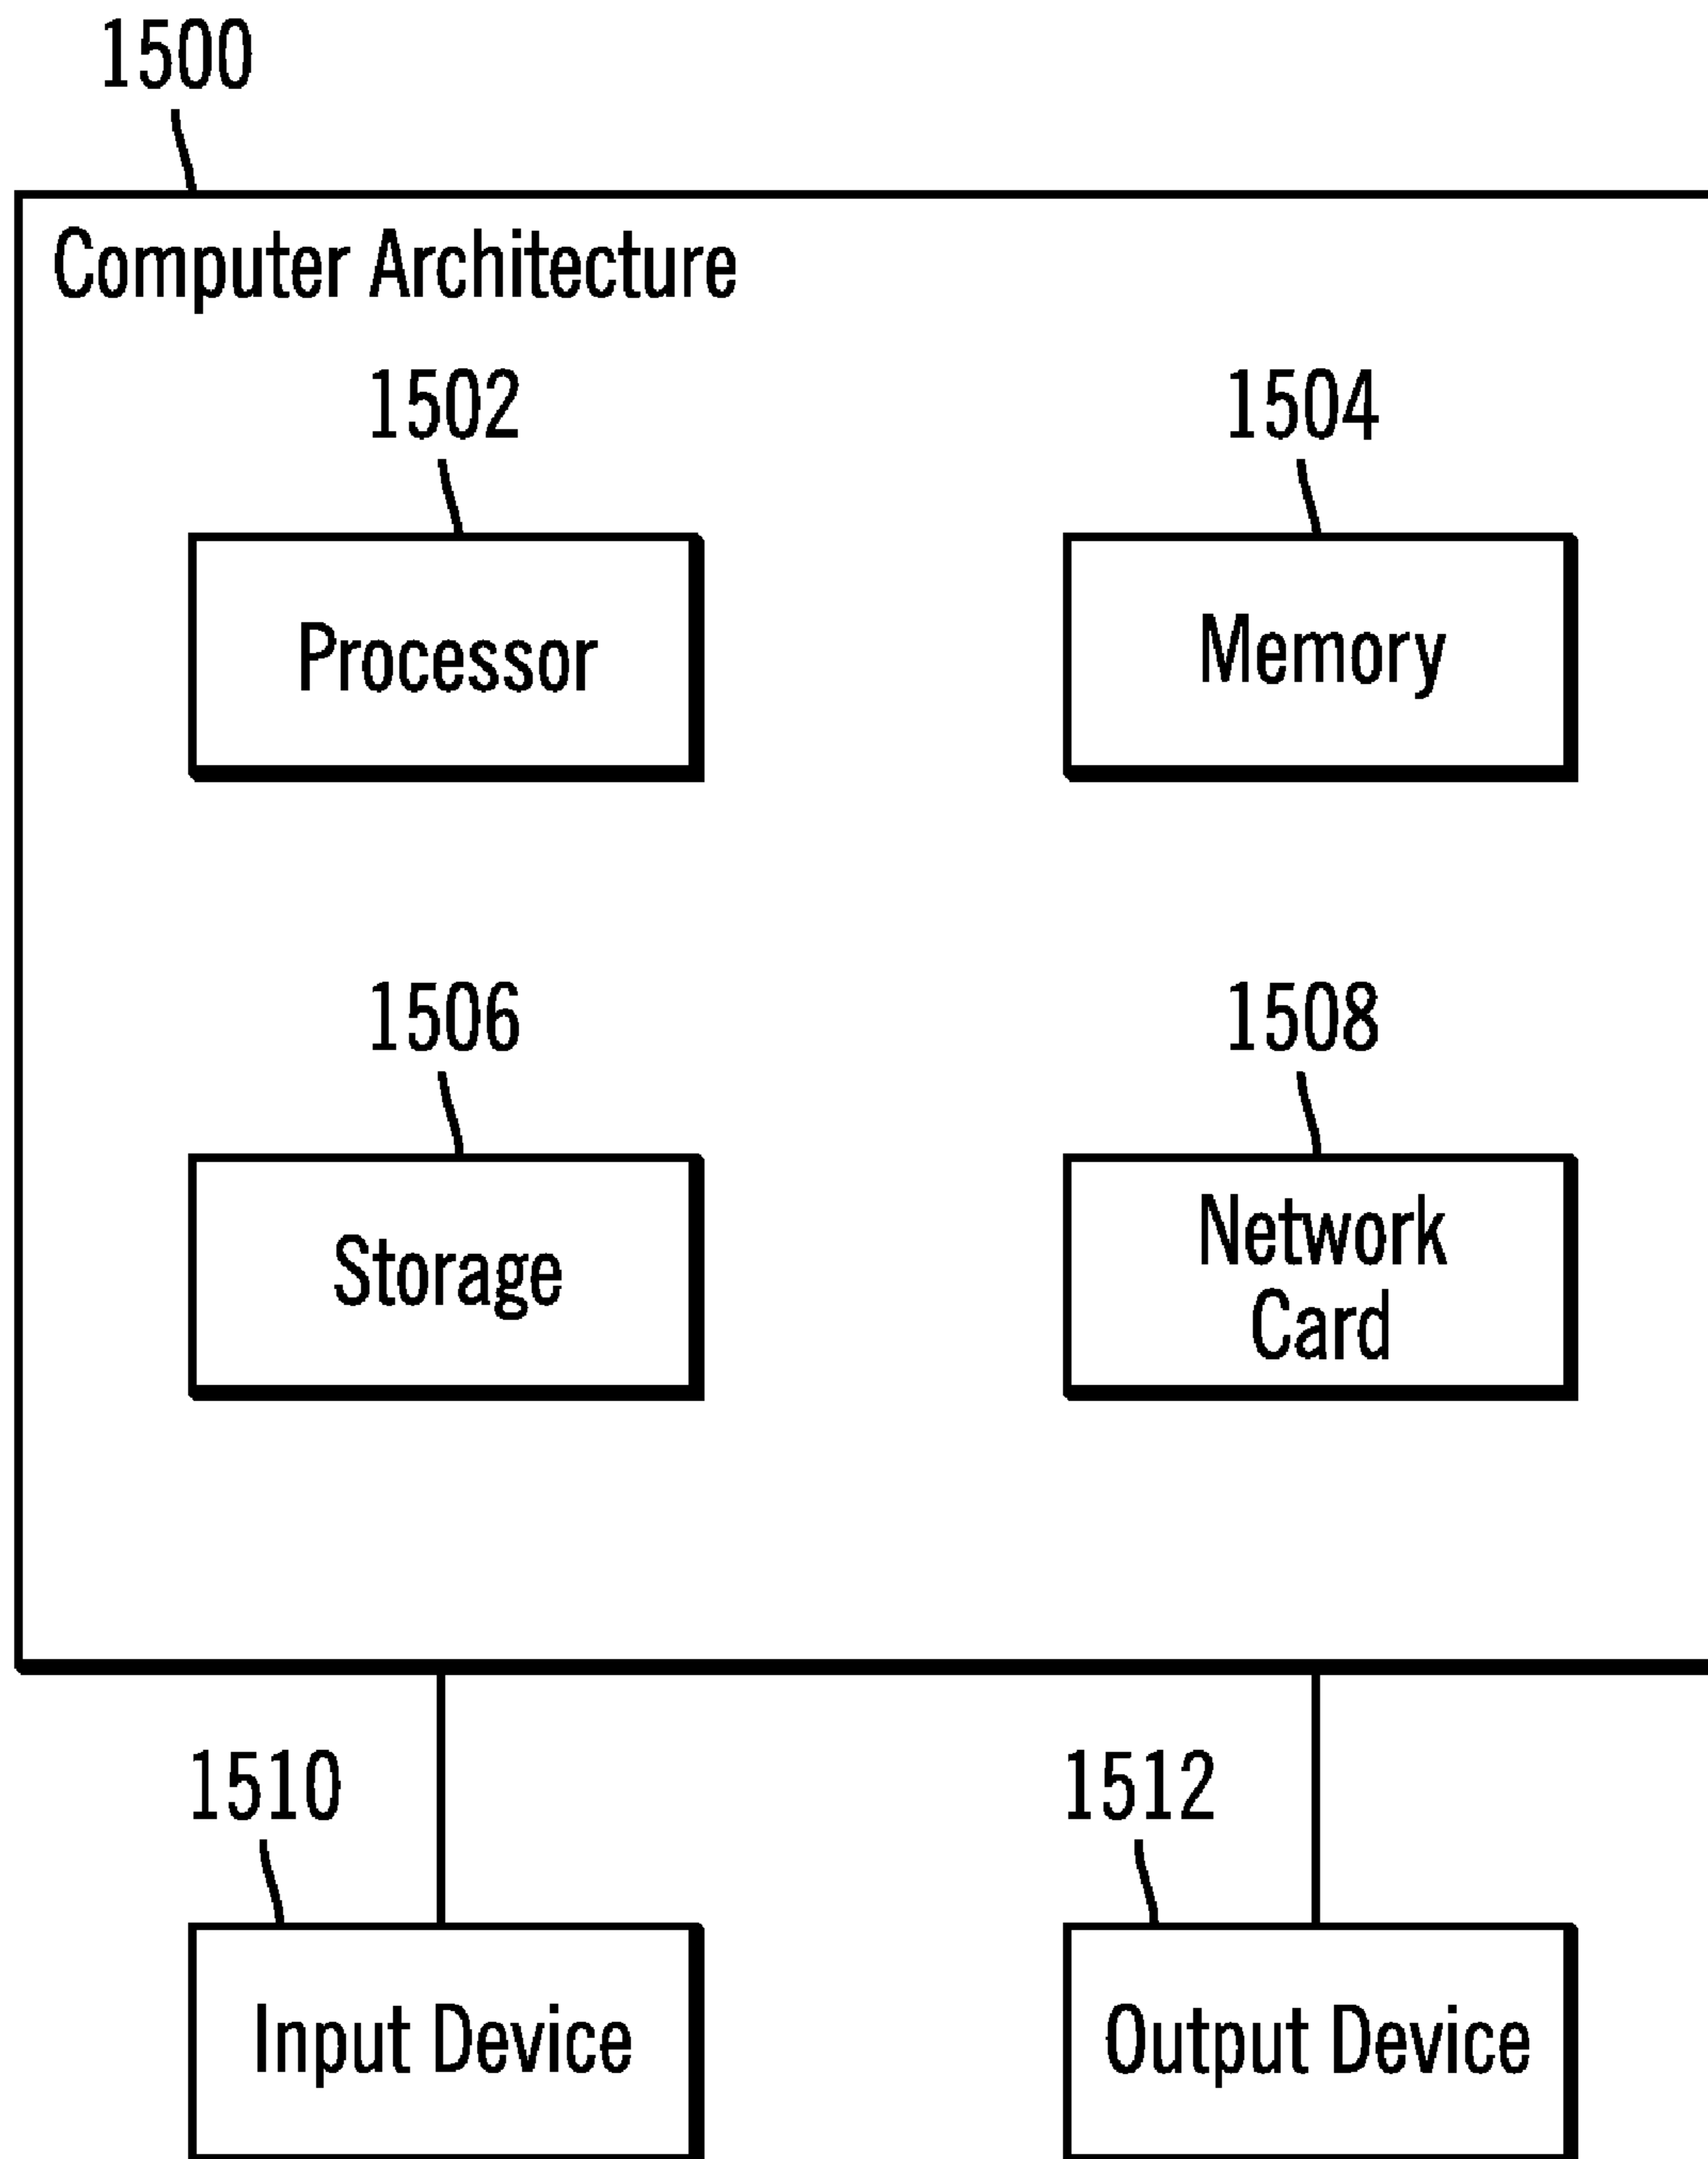 1500
Computer Architecture
1502
1504
Processor
Memory
1506
1508
Storage
Network
Card
1510
1512
Input Device
Output Device